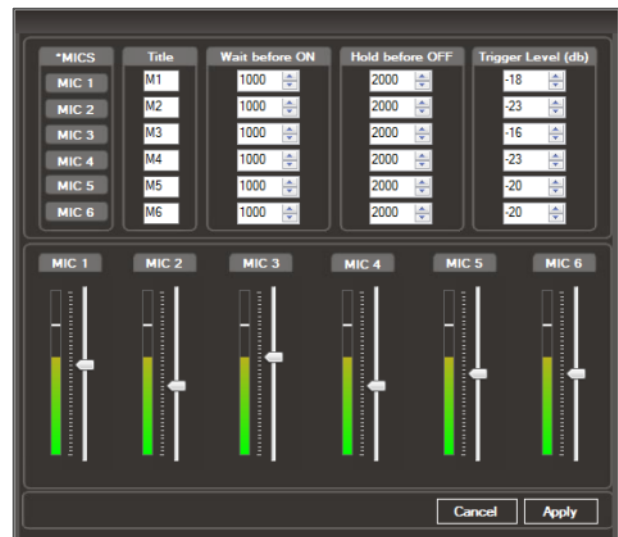 *MICS Title Wait before ON Hold before OFF Trigger Level (db)
MIC 1 M1 1000 2000 -18
MIC 2 M2 1000 2000 -23
MIC 3 M3 1000 2000 -16
MIC 4 M4 1000 2000 -23
MIC 5 M5 1000 2000 -20
MIC 6 M6 1000 2000 -20
MIC 1 MIC 2 MIC 3 MIC 4 MIC 5 MIC 6
Cancel Apply